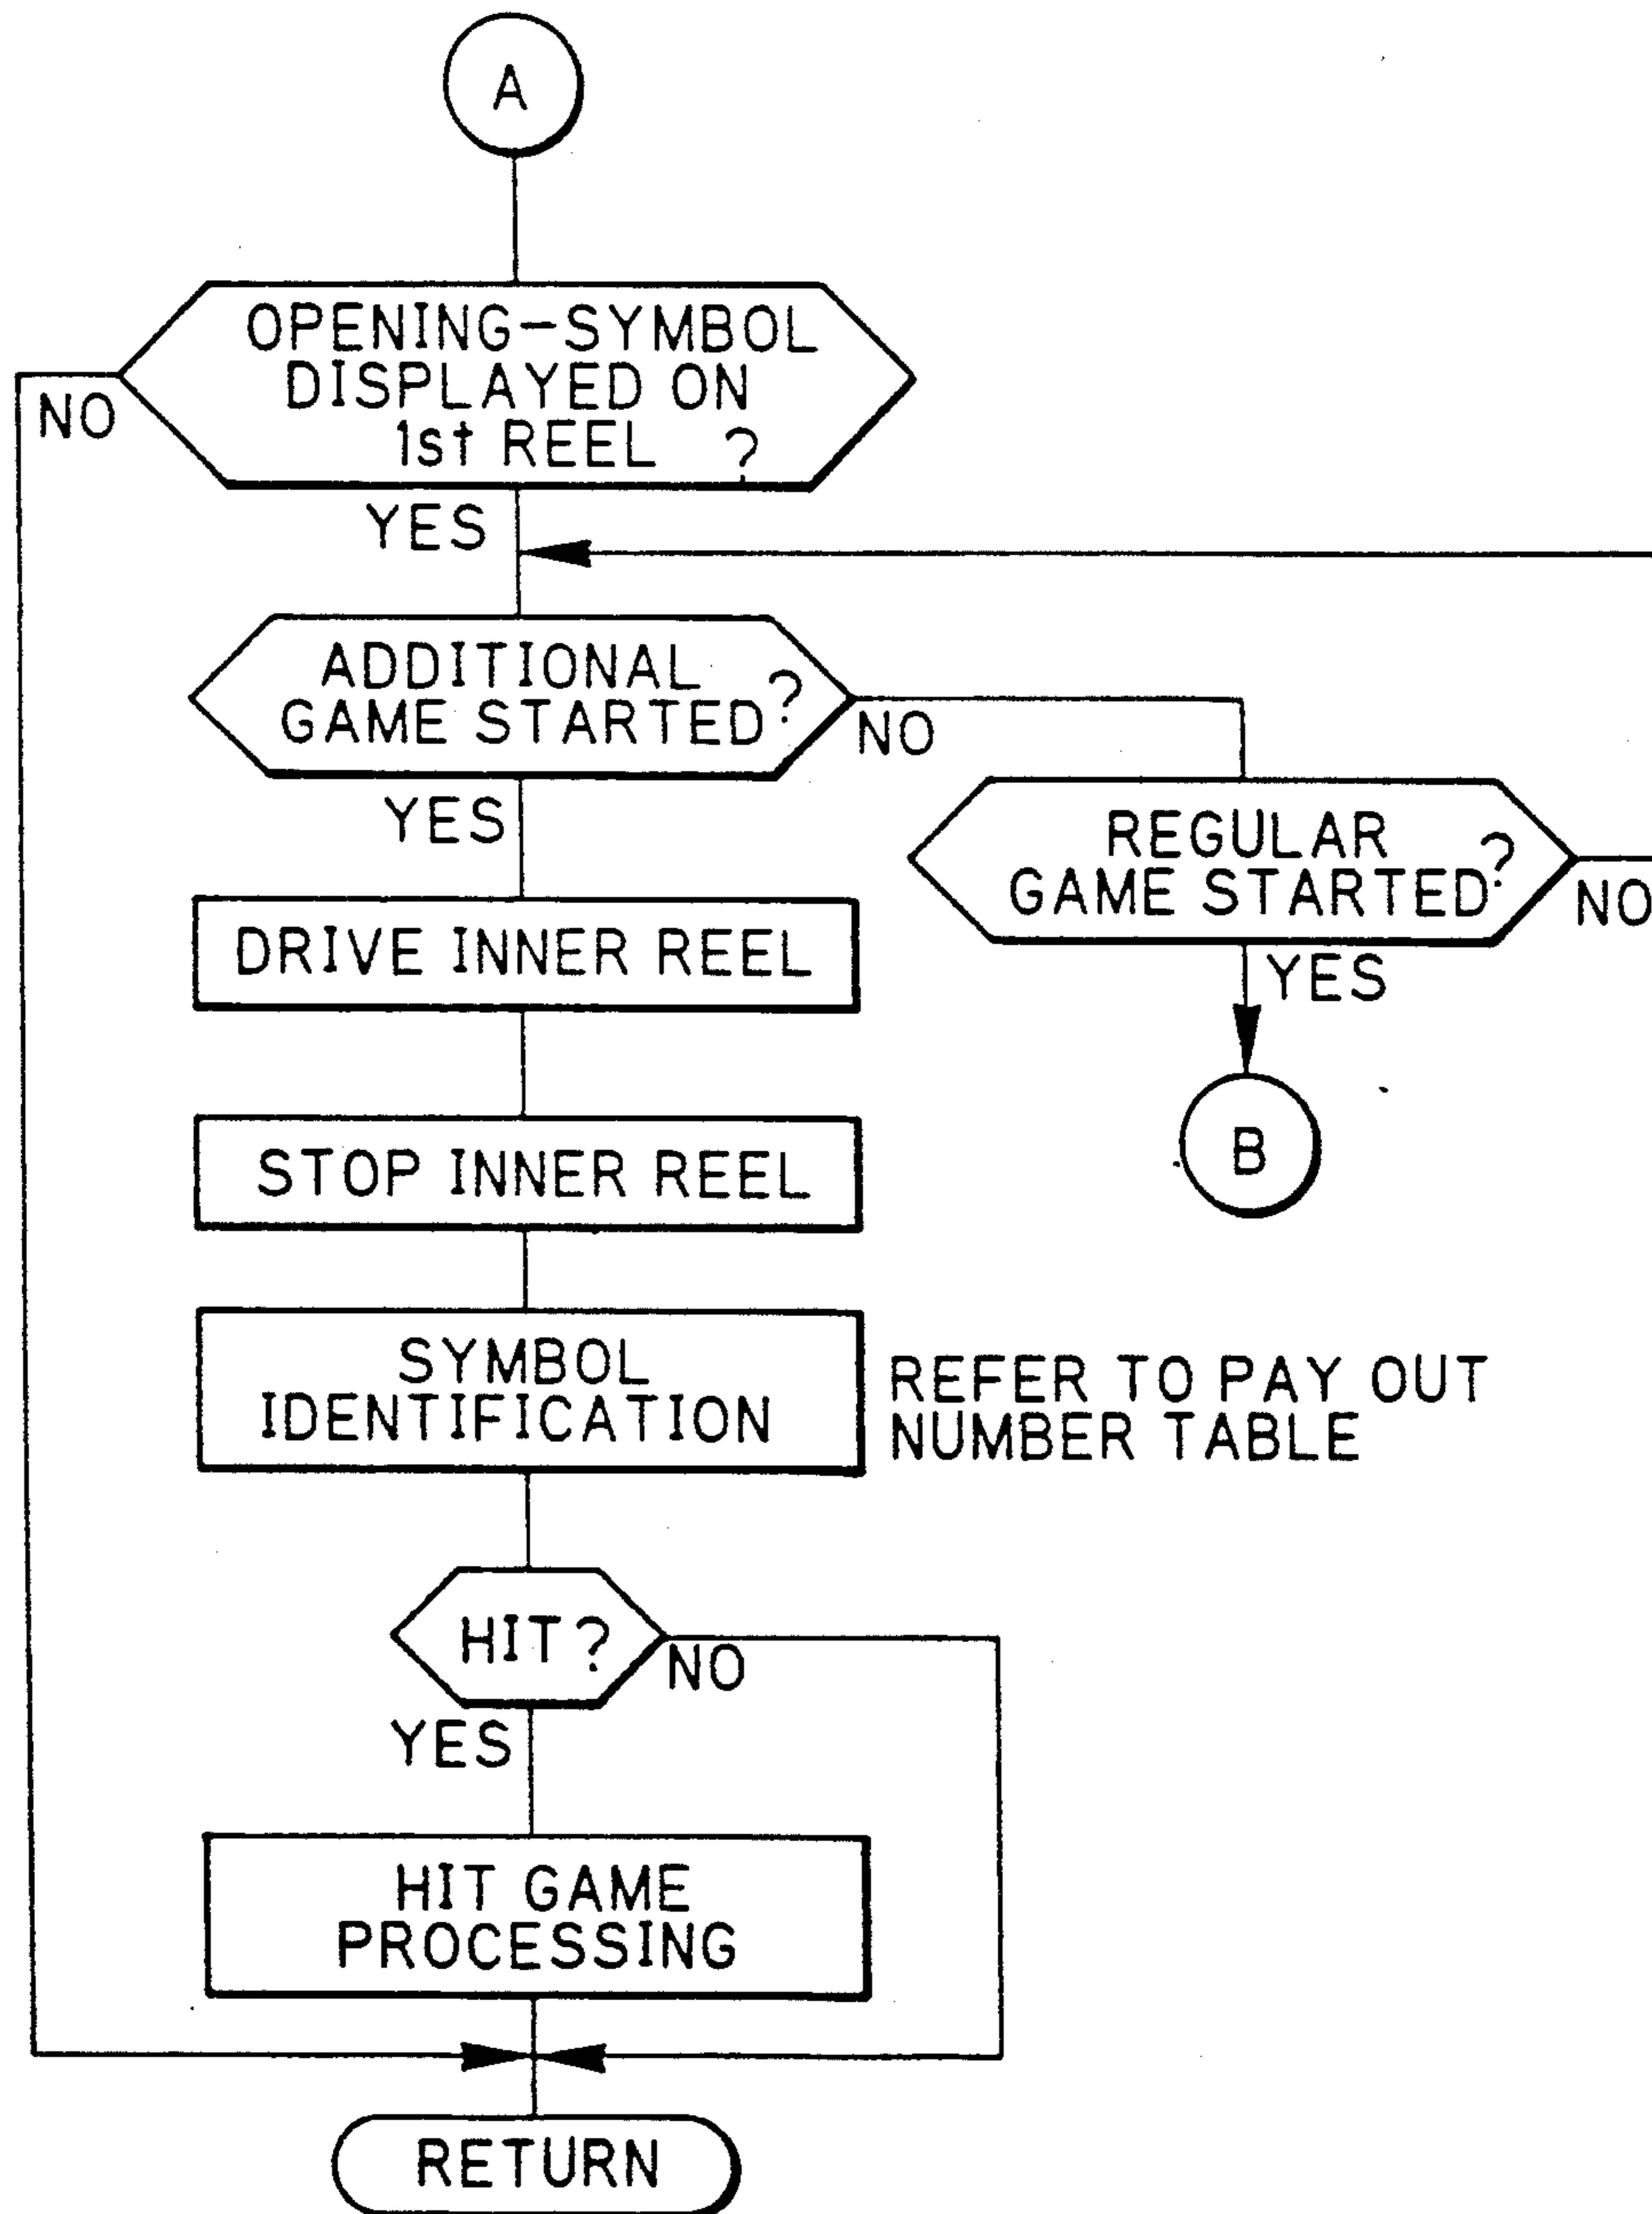 A
OPENING-SYMBOL
DISPLAYED ON
1st REEL ?
NO
YES
ADDITIONAL
GAME STARTED?
NO
YES
REGULAR
GAME STARTED?
NO
YES
B
DRIVE INNER REEL
STOP INNER REEL
SYMBOL
IDENTIFICATION
REFER TO PAY OUT
NUMBER TABLE
HIT?
NO
YES
HIT GAME
PROCESSING
RETURN